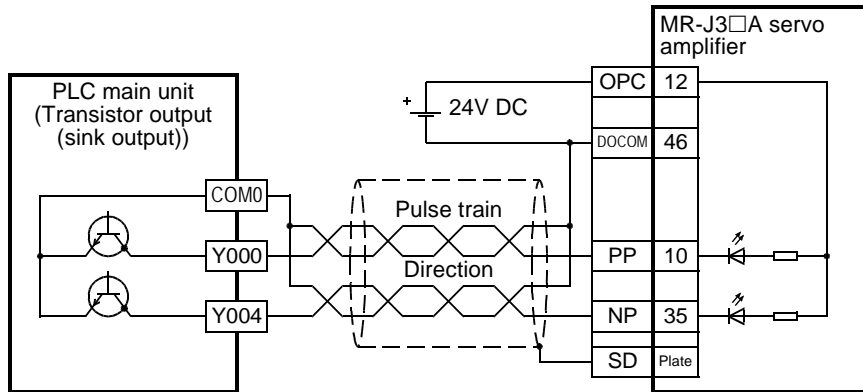 MR-J3□A servo
amplifier
PLC main unit
(Transistor output
(sink output))
OPC 12
+ 24V DC
DOCOM 46
COM0
Pulse train
Y000
PP 10
Direction
Y004
NP 35
SD Plate